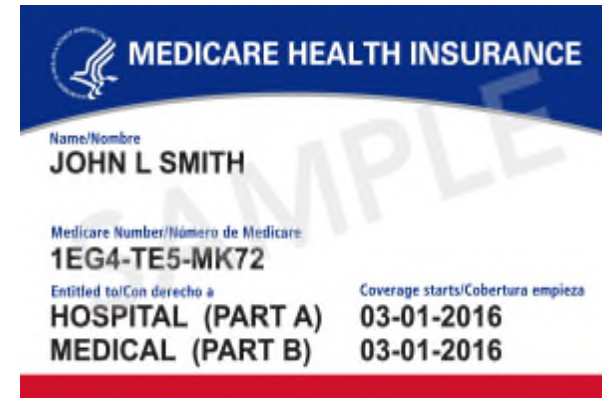 MEDICARE HEALTH INSURANCE
SAMPLE
Name/Nombre
JOHN L SMITH
Medicare Number/Número de Medicare
1EG4-TE5-MK72
Entitled to/Con derecho a Coverage starts/Cobertura empieza
HOSPITAL (PART A) 03-01-2016
MEDICAL (PART B) 03-01-2016